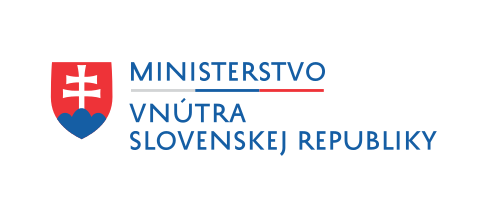 MINISTERSTVO
VNÚTRA
SLOVENSKEJ REPUBLIKY